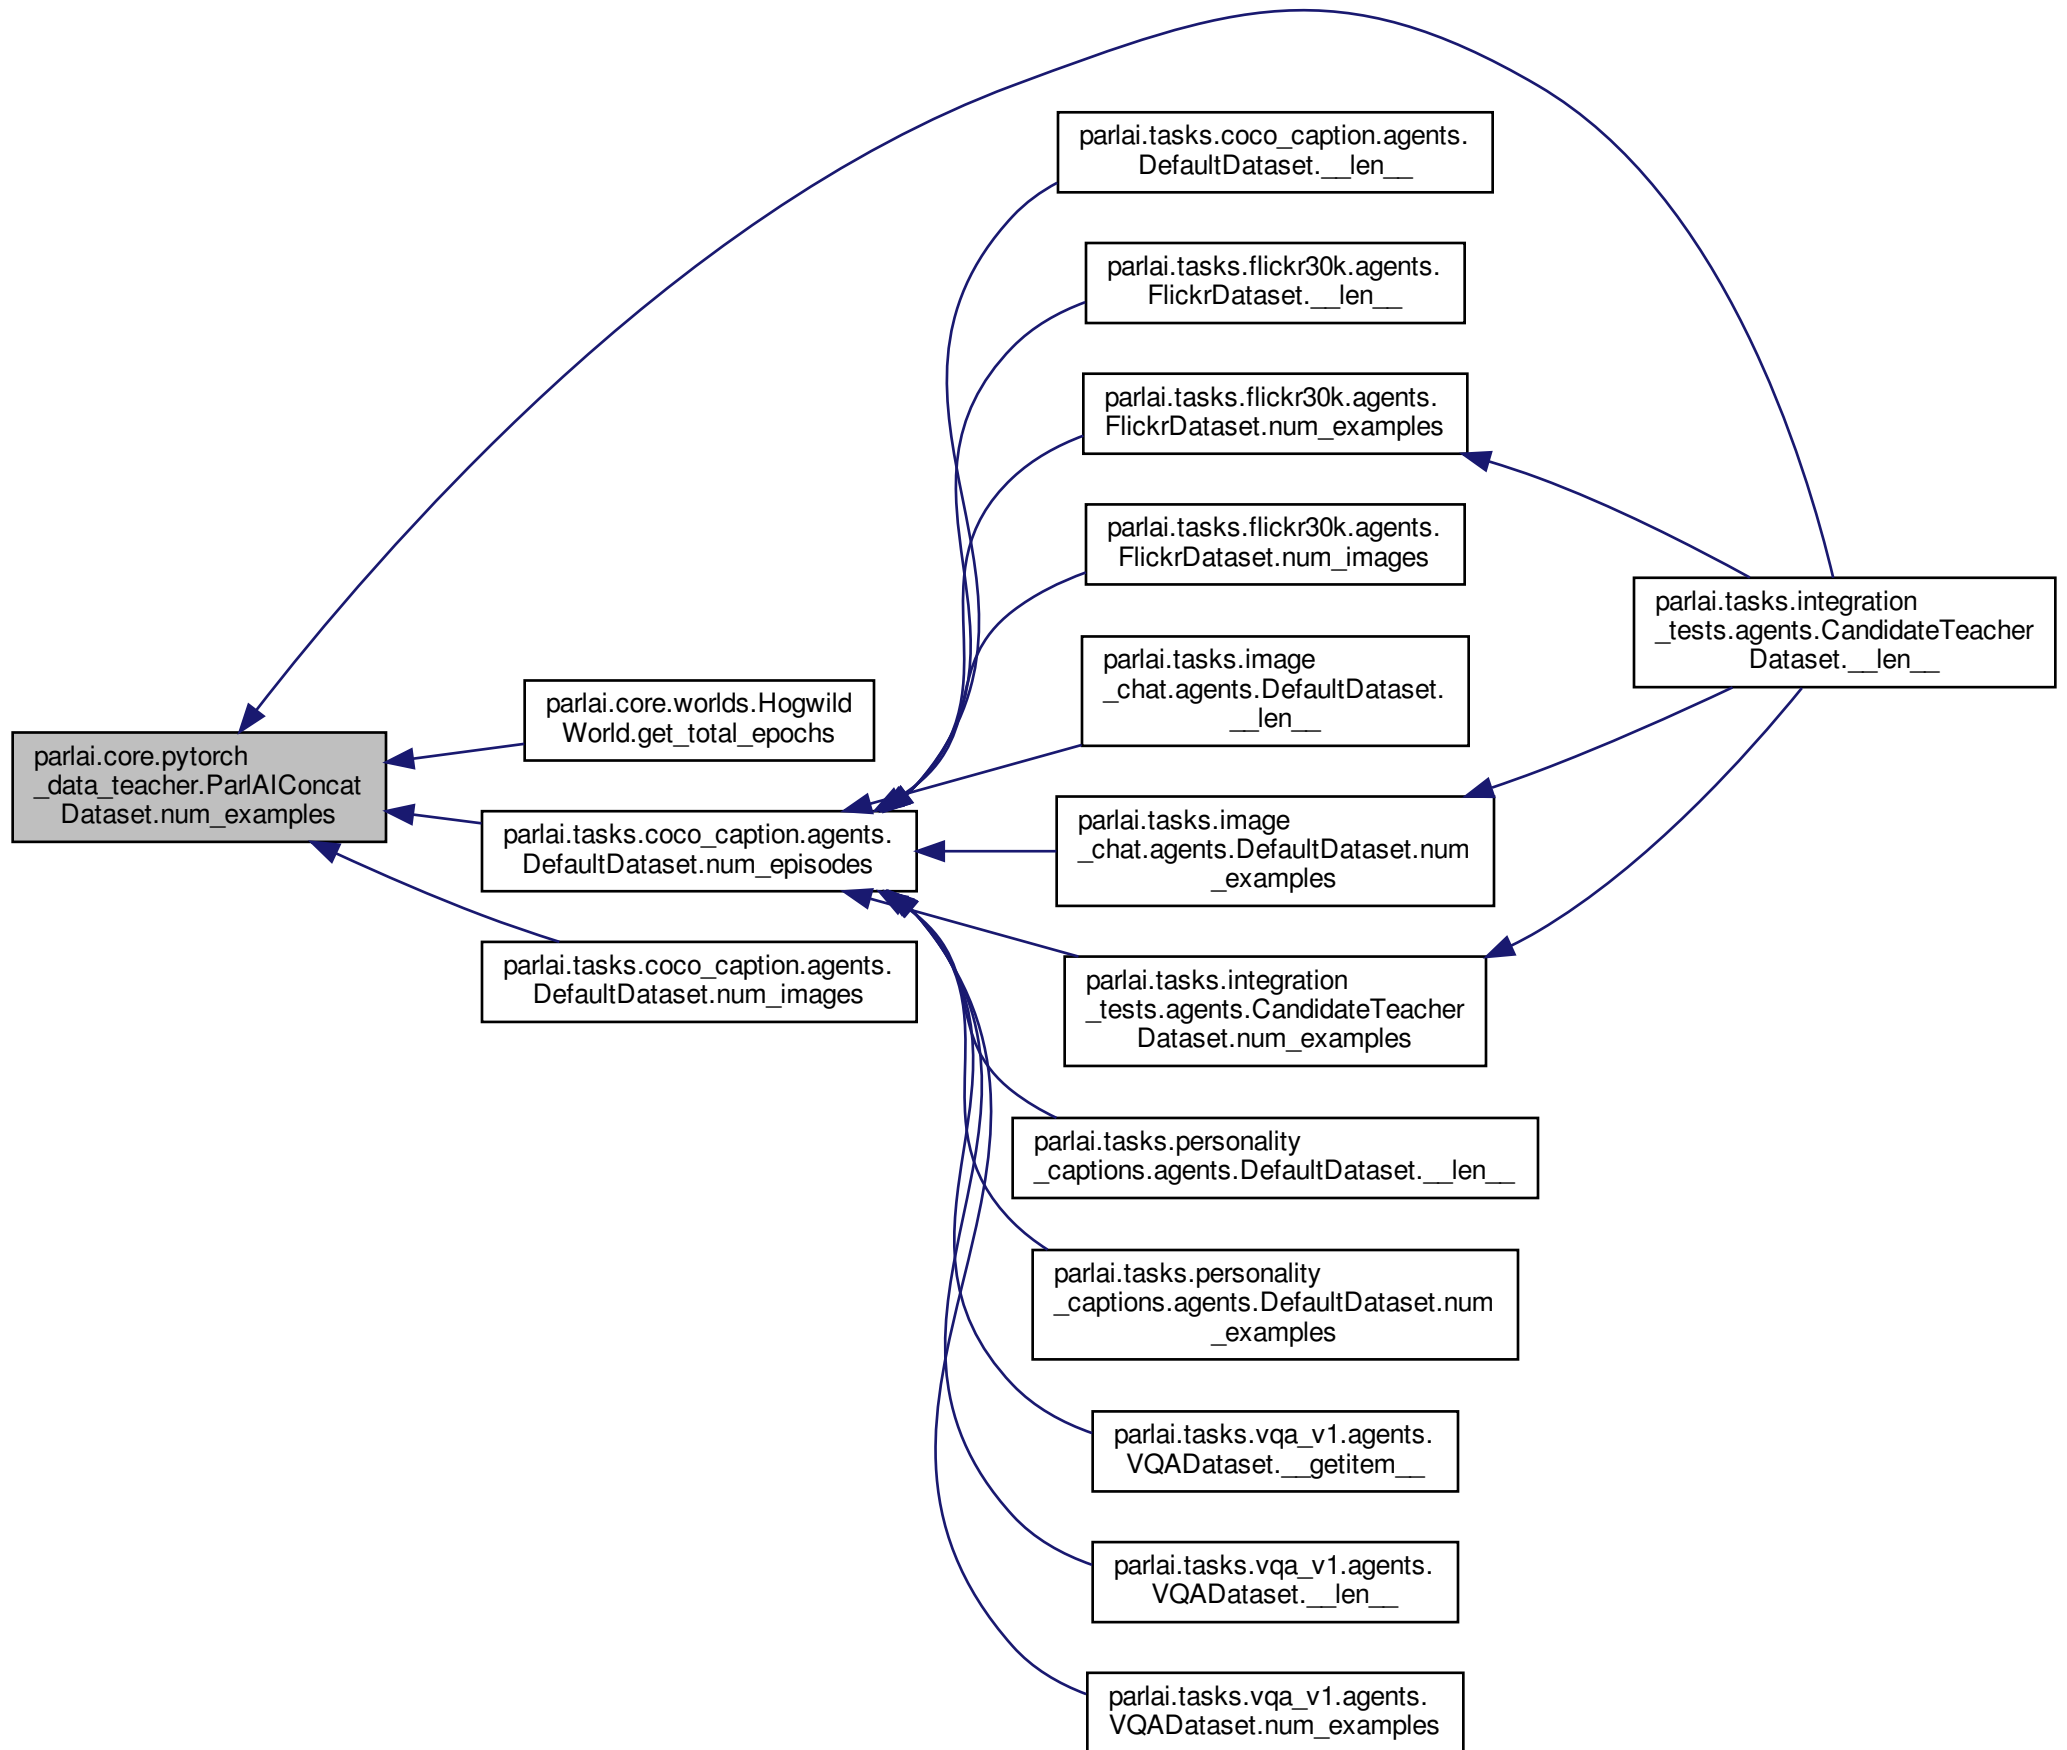 parlai.core.pytorch
_data_teacher.ParlAIConcat
Dataset.num_examples
parlai.core.worlds.Hogwild
World.get_total_epochs
parlai.tasks.coco_caption.agents.
DefaultDataset.num_episodes
parlai.tasks.coco_caption.agents.
DefaultDataset.num_images
parlai.tasks.coco_caption.agents.
DefaultDataset.__len__
parlai.tasks.flickr30k.agents.
FlickrDataset.__len__
parlai.tasks.flickr30k.agents.
FlickrDataset.num_examples
parlai.tasks.flickr30k.agents.
FlickrDataset.num_images
parlai.tasks.image
_chat.agents.DefaultDataset.
__len__
parlai.tasks.image
_chat.agents.DefaultDataset.num
_examples
parlai.tasks.integration
_tests.agents.CandidateTeacher
Dataset.num_examples
parlai.tasks.personality
_captions.agents.DefaultDataset.__len__
parlai.tasks.personality
_captions.agents.DefaultDataset.num
_examples
parlai.tasks.vqa_v1.agents.
VQADataset.__getitem__
parlai.tasks.vqa_v1.agents.
VQADataset.__len__
parlai.tasks.vqa_v1.agents.
VQADataset.num_examples
parlai.tasks.integration
_tests.agents.CandidateTeacher
Dataset.__len__